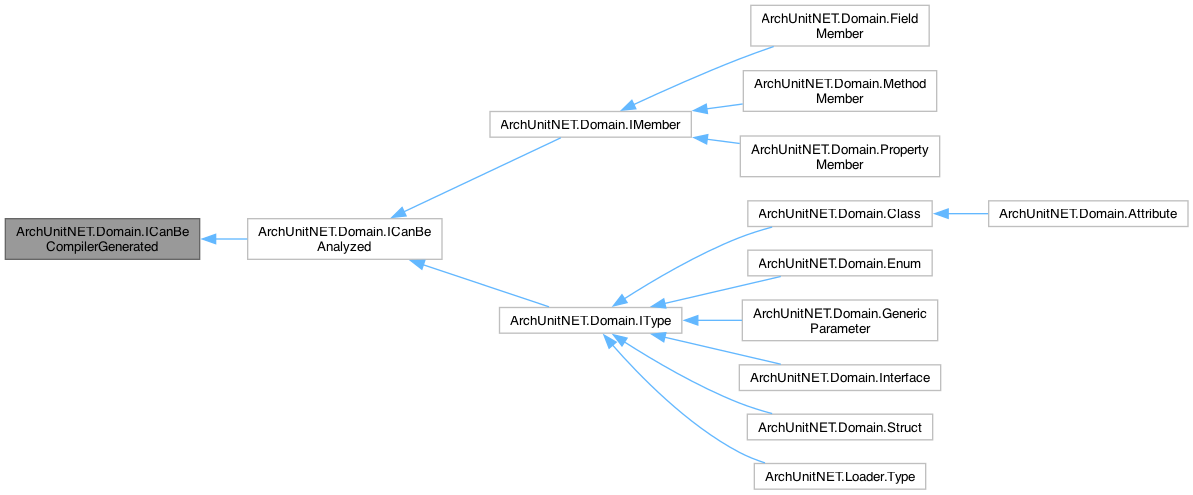 ArchUnitNET.Domain.ICanBe
CompilerGenerated
ArchUnitNET.Domain.ICanBe
Analyzed
ArchUnitNET.Domain.IMember
ArchUnitNET.Domain.Field
Member
ArchUnitNET.Domain.Method
Member
ArchUnitNET.Domain.Property
Member
ArchUnitNET.Domain.IType
ArchUnitNET.Domain.Class
ArchUnitNET.Domain.Attribute
ArchUnitNET.Domain.Enum
ArchUnitNET.Domain.Generic
Parameter
ArchUnitNET.Domain.Interface
ArchUnitNET.Domain.Struct
ArchUnitNET.Loader.Type